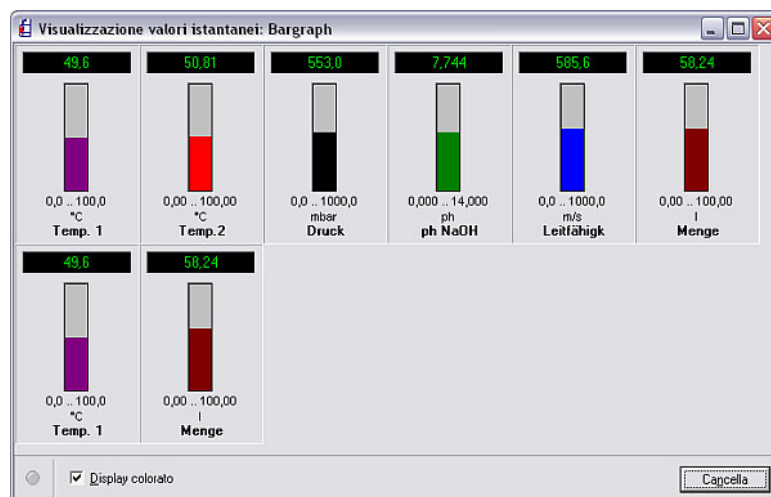 Visualizzazione valori istantanei: Bargraph
49,6 50,81 553,0 7,744 585,6 58,24
0,0 .. 100,0 0,00 .. 100,00 0,0 .. 1000,0 0,000 .. 14,000 0,0 .. 1000,0 0,00 .. 100,00
°C °C mbar ph m/s l
Temp. 1 Temp.2 Druck ph NaOH Leitfähigk Menge
49,6 58,24
0,0 .. 100,0 0,00 .. 100,00
°C l
Temp. 1 Menge
Display colorato Cancella